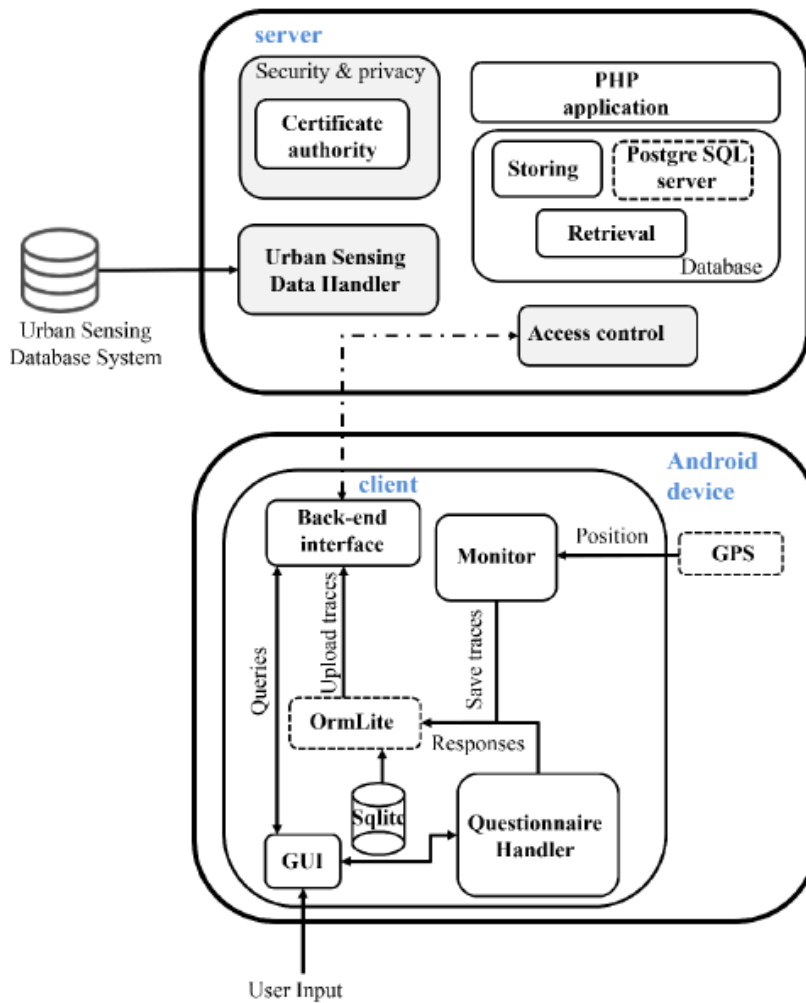 server
Security & privacy
Certificate
authority
PHP
application
Storing
Postgre SQL
server
Retrieval
Database
Urban Sensing
Data Handler
Urban Sensing
Database System
Access control
Android
device
client
Back-end
interface
Monitor
Position
GPS
Queries
Upload traces
Save traces
OrmLite
Responses
Sqlite
Questionnaire
Handler
GUI
User Input